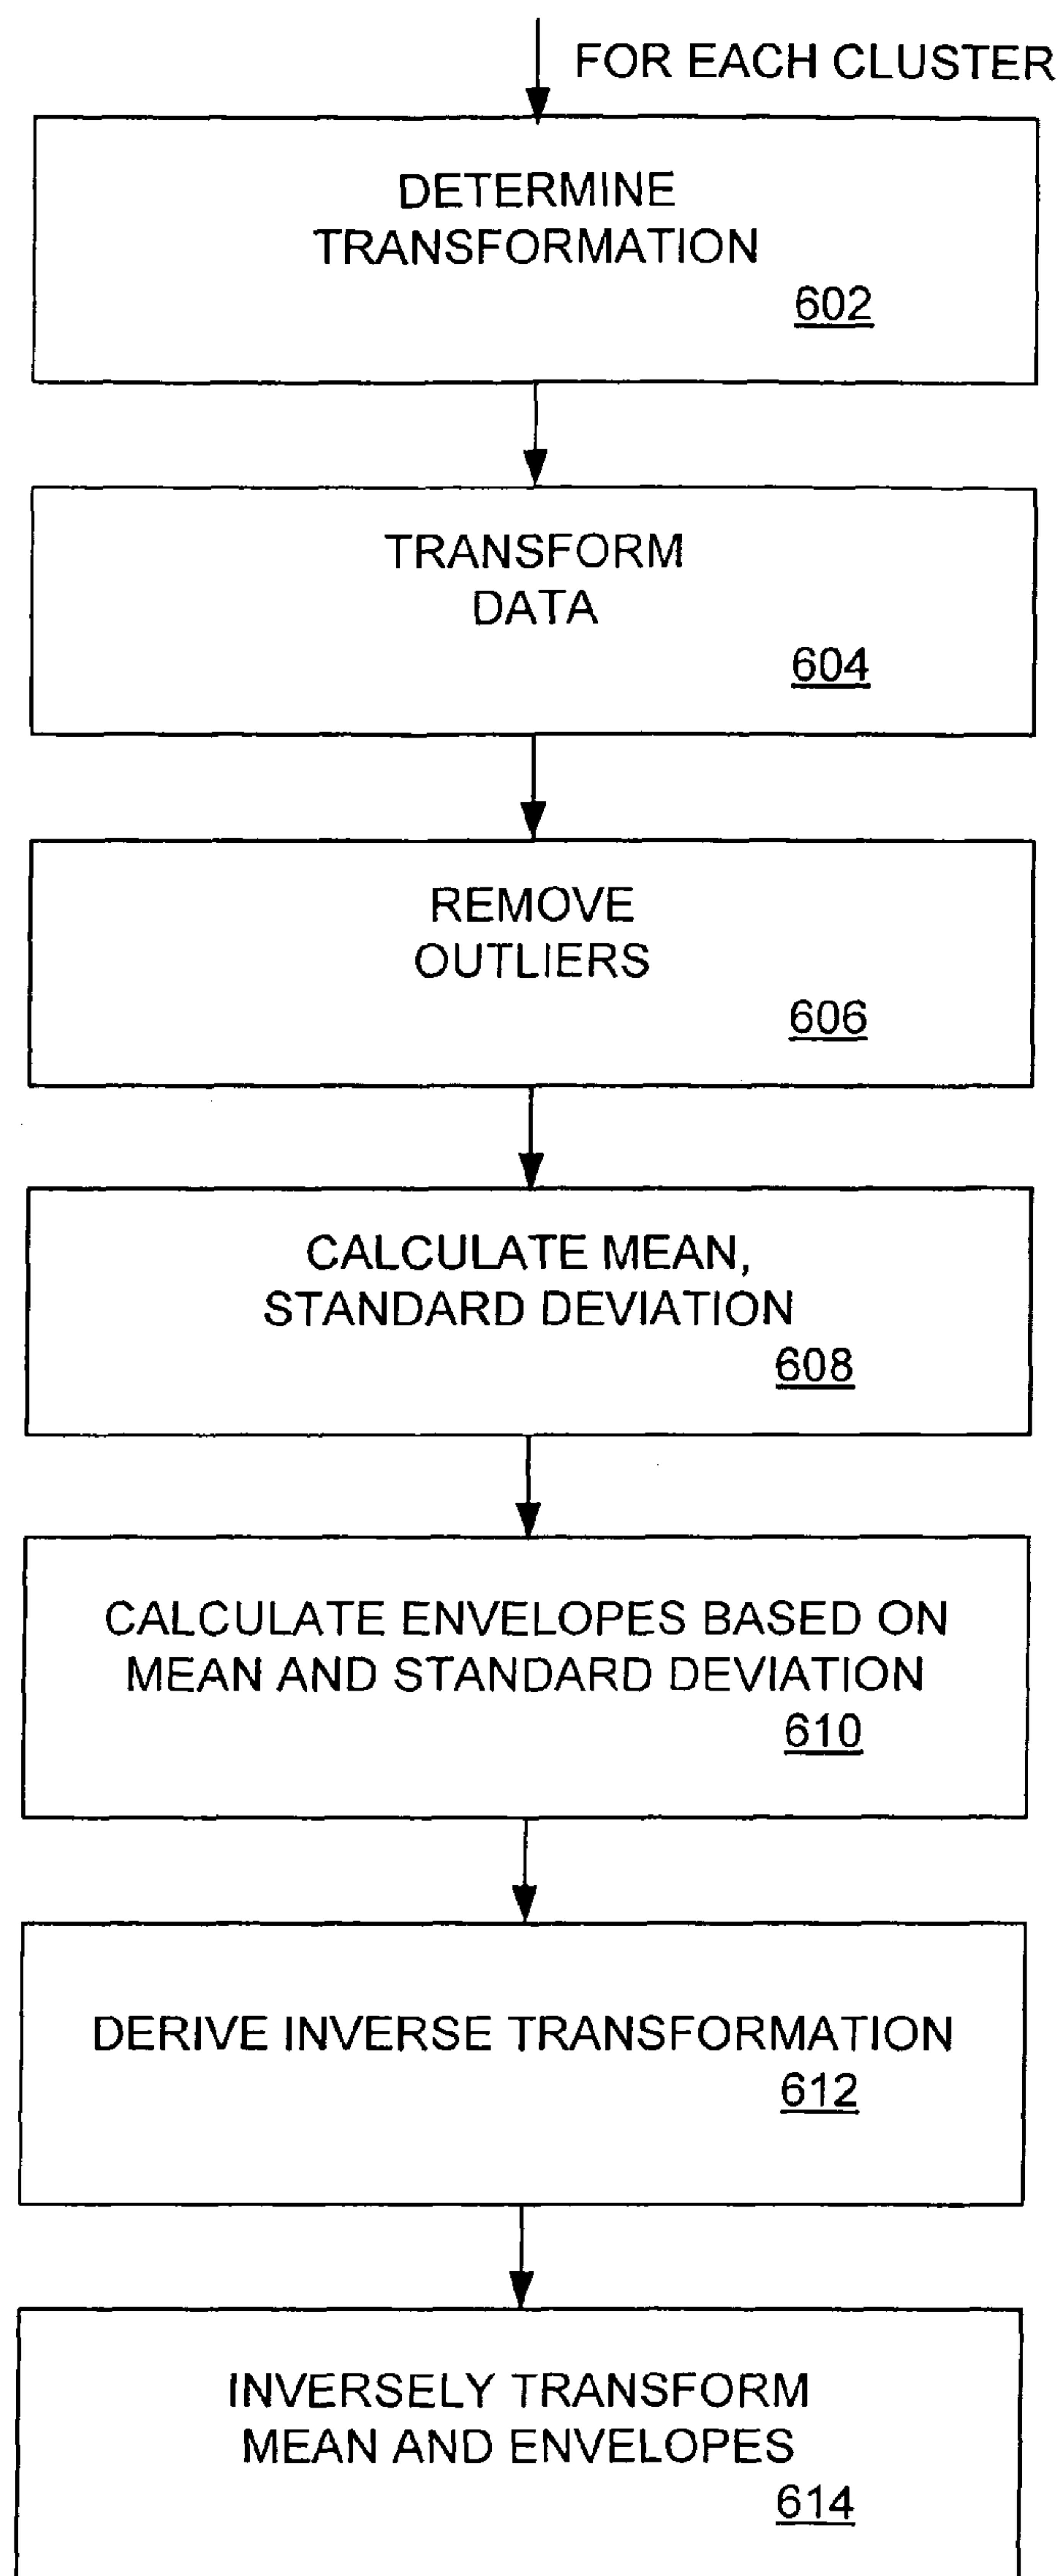 FOR EACH CLUSTER
DETERMINE
TRANSFORMATION
602
TRANSFORM
DATA
604
REMOVE
OUTLIERS
606
CALCULATE MEAN,
STANDARD DEVIATION
608
CALCULATE ENVELOPES BASED ON
MEAN AND STANDARD DEVIATION
610
DERIVE INVERSE TRANSFORMATION
612
INVERSELY TRANSFORM
MEAN AND ENVELOPES
614